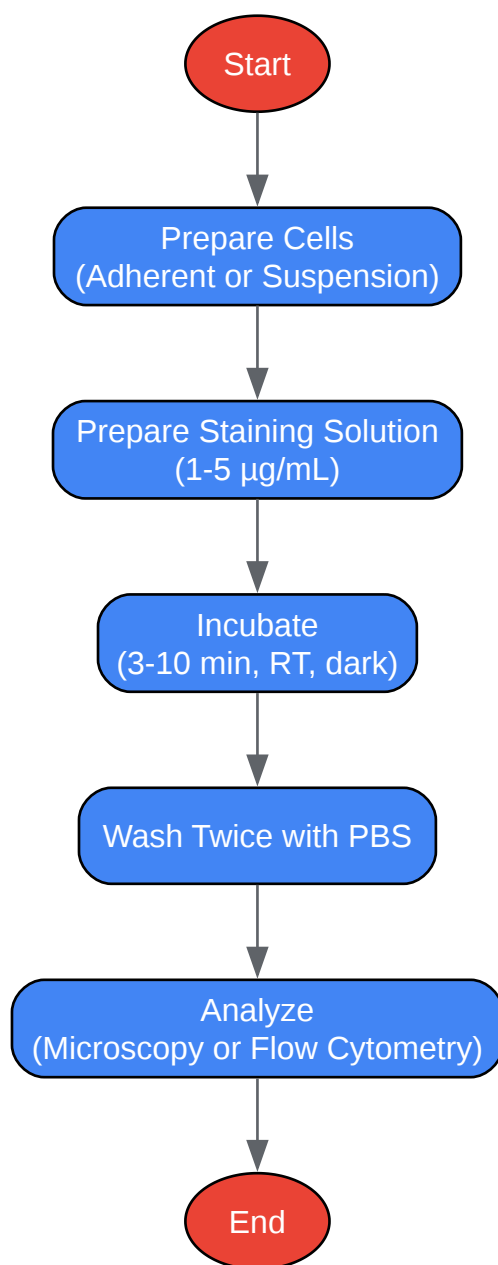 Start
Prepare Cells
(Adherent or Suspension)
Prepare Staining Solution
(1-5 µg/mL)
Incubate
(3-10 min, RT, dark)
Wash Twice with PBS
Analyze
(Microscopy or Flow Cytometry)
End